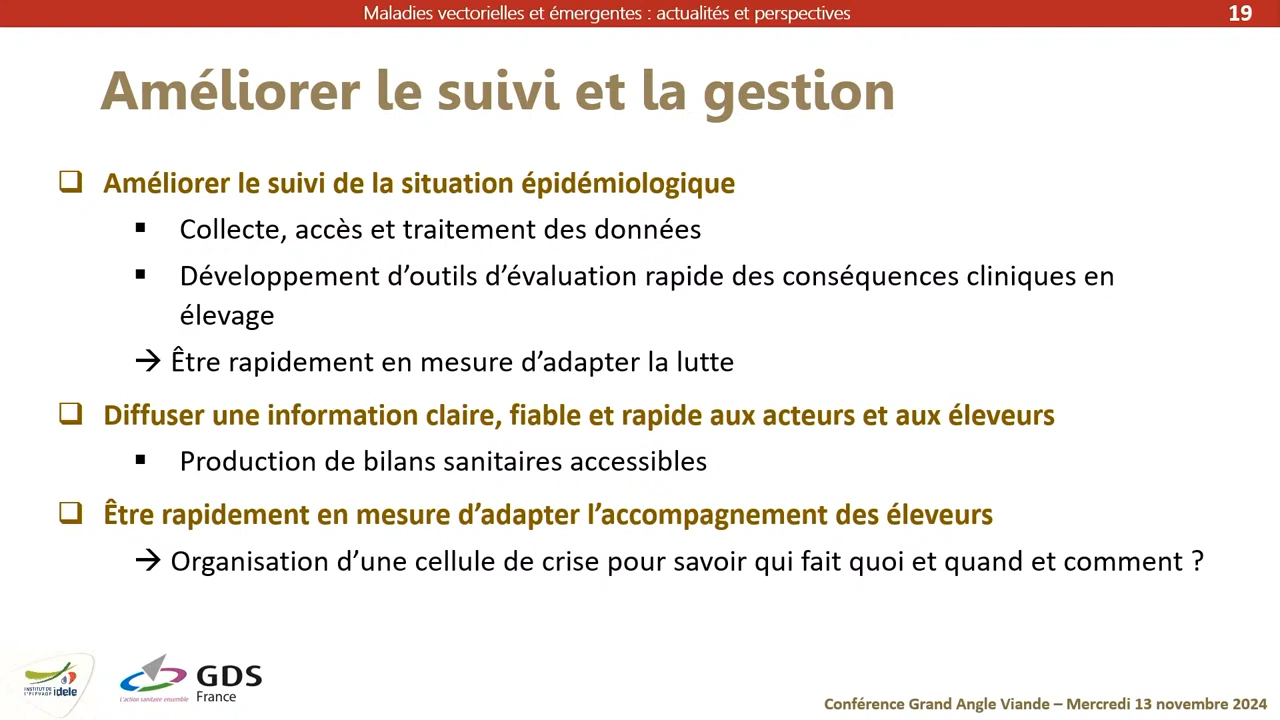 Maladies vectorielles et émergentes : actualités et perspectives
19
Améliorer le suivi et la gestion
Améliorer le suivi de la situation épidémiologique
Collecte, accès et traitement des données
Développement d’outils d’évaluation rapide des conséquences cliniques en
élevage
→ Être rapidement en mesure d’adapter la lutte
Diffuser une information claire, fiable et rapide aux acteurs et aux éleveurs
Production de bilans sanitaires accessibles
Être rapidement en mesure d’adapter l’accompagnement des éleveurs
→ Organisation d’une cellule de crise pour savoir qui fait quoi et quand et comment ?
INSTITUT DE
L'ELEVAGE idele
GDS
France
L'action sanitaire ensemble
Conférence Grand Angle Viande – Mercredi 13 novembre 2024